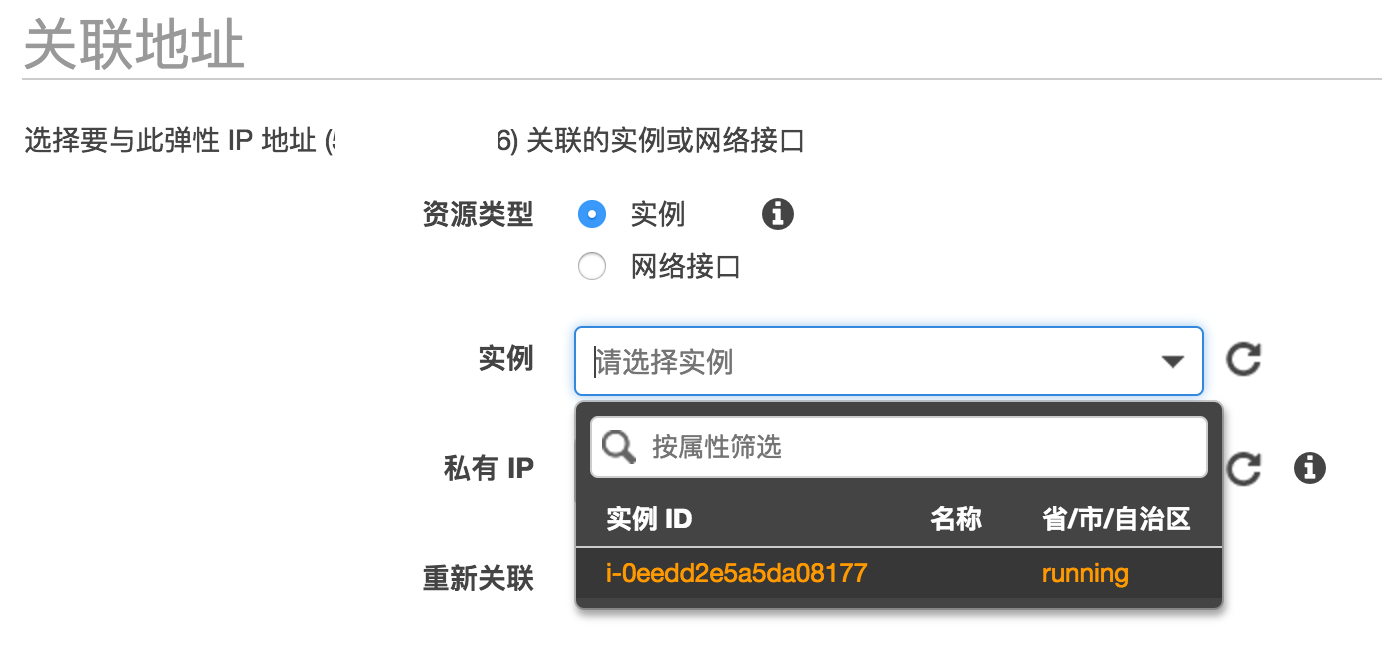 关联地址
选择要与此弹性 IP 地址 (
6) 关联的实例或网络接口
资源类型
实例
网络接口
实例
请选择实例
按属性筛选
私有 IP
实例 ID 名称 省/市/自治区
i-0eedd2e5a5da08177 running
重新关联